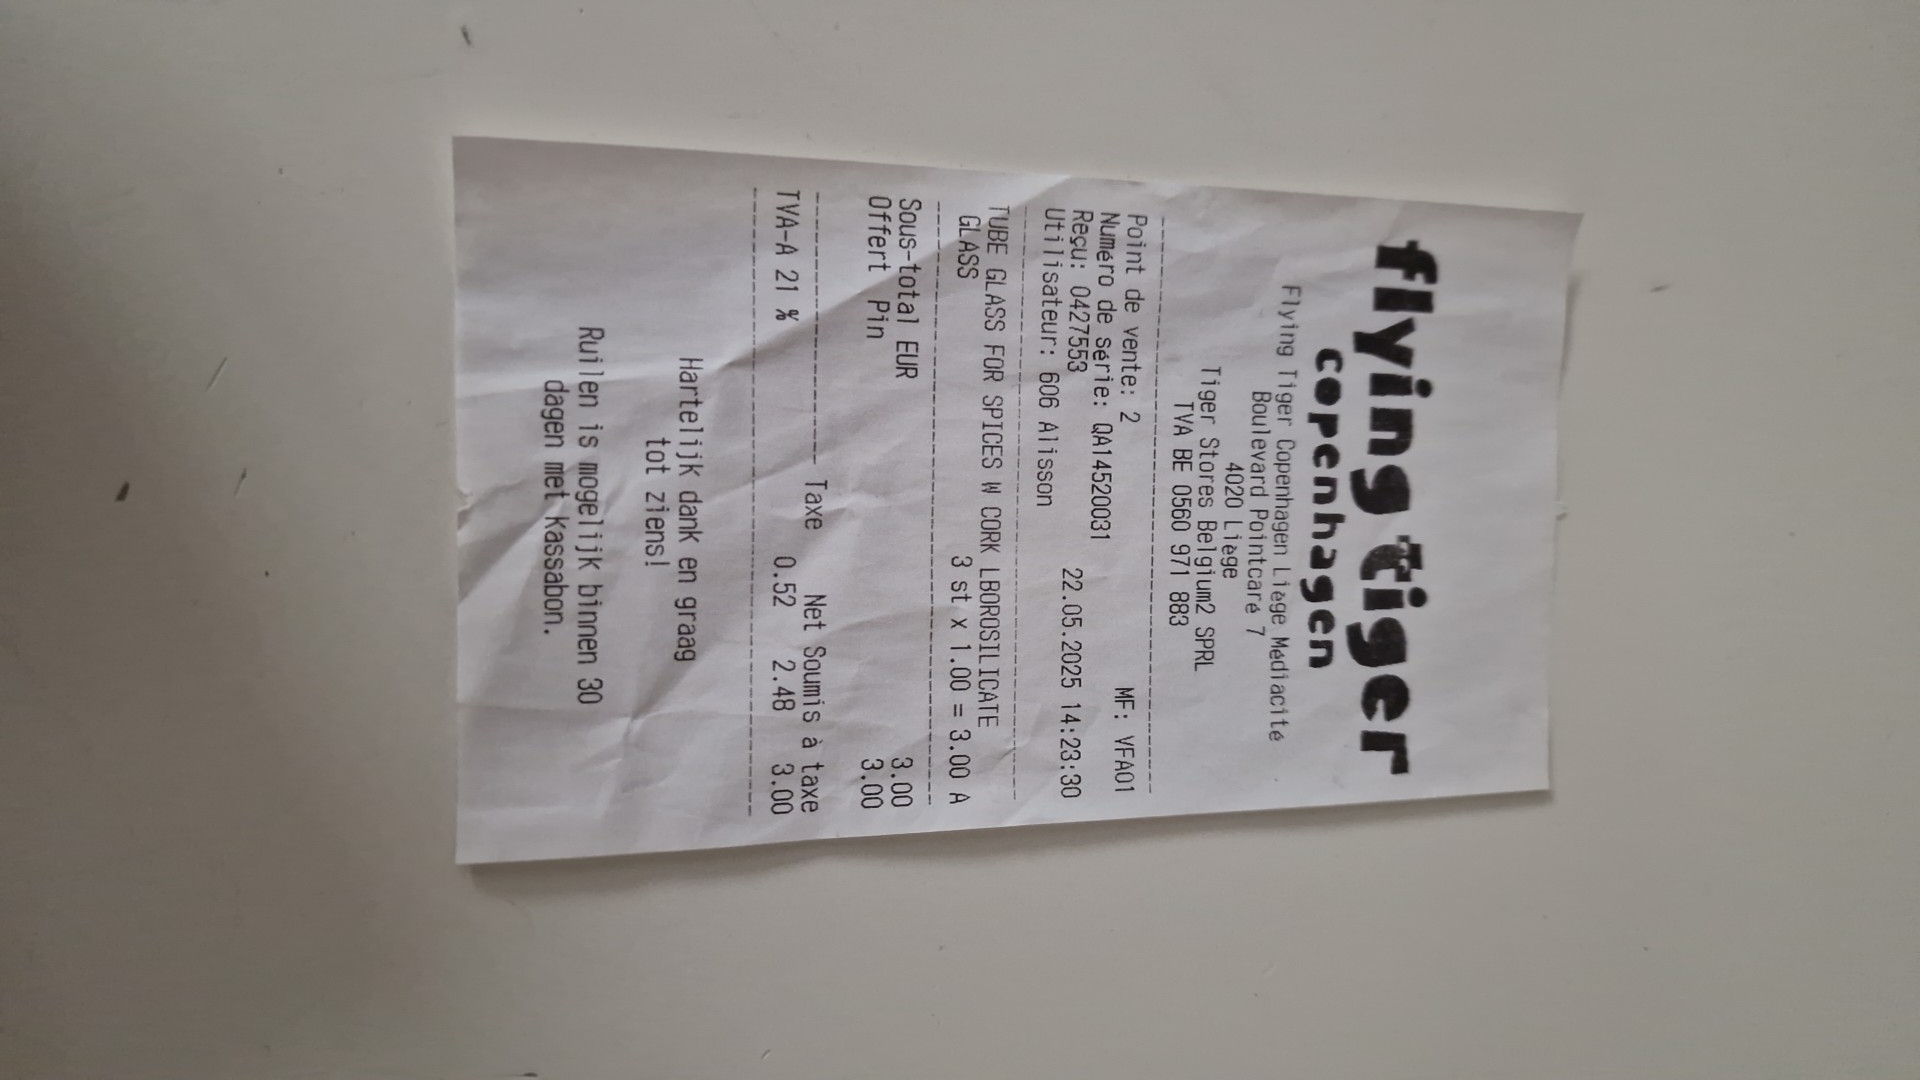 flying tiger
copenhagen
Flying Tiger Copenhagen Liège Médiacité
Boulevard Pointcaré 7
4020 Liège
Tiger Stores Belgium2 SPRL
TVA BE 0560 971 883
Point de vente: 2 MF: VFA01
Numéro de série: QA14520031
Reçu: 0427553 22.05.2025 14:23:30
Utilisateur: 606 Alisson
TUBE GLASS FOR SPICES W CORK LBOROSILICATE
GLASS 3 st x 1.00 = 3.00 A
Sous-total EUR 3.00
Offert Pin 3.00
Taxe Net Soumis à taxe
TVA-A 21 % 0.52 2.48 3.00
Hartelijk dank en graag
tot ziens!
Ruilen is mogelijk binnen 30
dagen met kassabon.